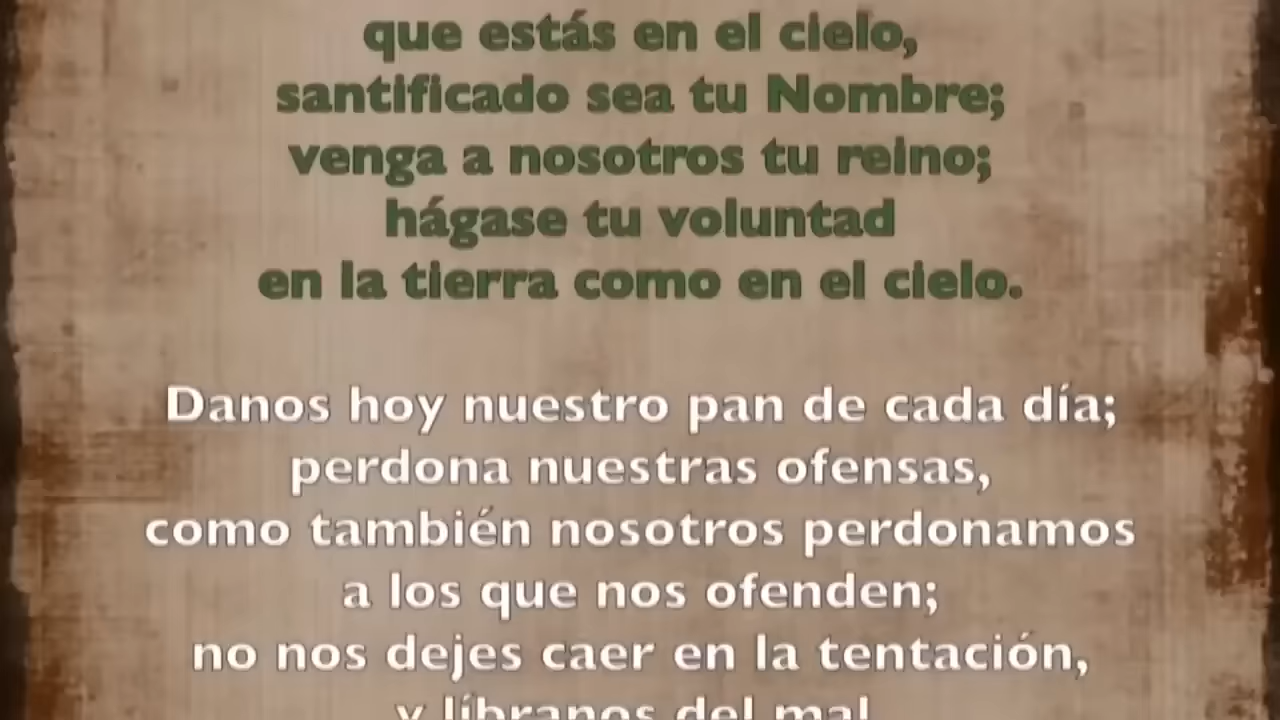 que estás en el cielo,
santificado sea tu Nombre;
venga a nosotros tu reino;
hágase tu voluntad
en la tierra como en el cielo.
Danos hoy nuestro pan de cada día;
perdona nuestras ofensas,
como también nosotros perdonamos
a los que nos ofenden;
no nos dejes caer en la tentación,
y líbranos del mal